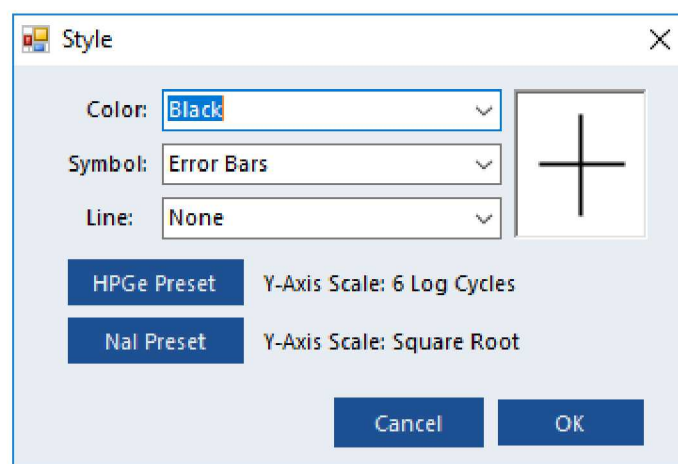 Style
Color: Black
Symbol: Error Bars
Line: None
HPGe Preset Y-Axis Scale: 6 Log Cycles
NaI Preset Y-Axis Scale: Square Root
Cancel OK